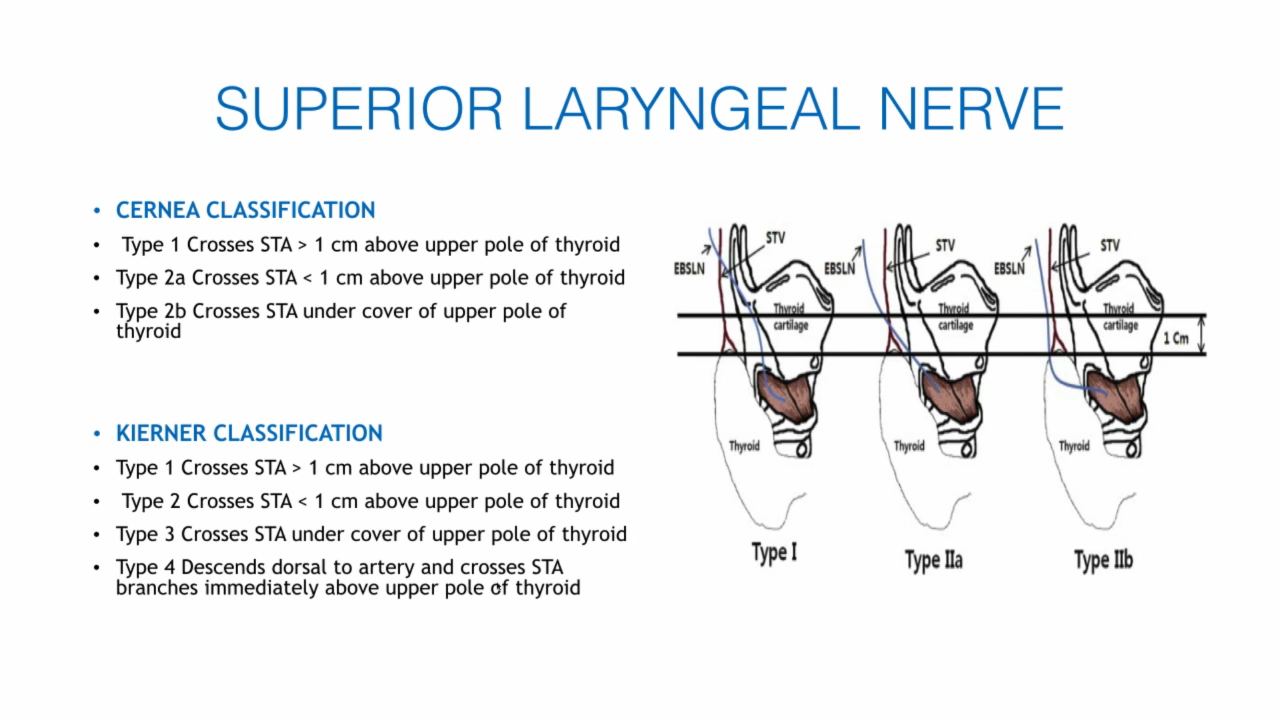 SUPERIOR LARYNGEAL NERVE
• CERNEA CLASSIFICATION
• Type 1 Crosses STA > 1 cm above upper pole of thyroid
• Type 2a Crosses STA < 1 cm above upper pole of thyroid
• Type 2b Crosses STA under cover of upper pole of
thyroid
• KIERNER CLASSIFICATION
• Type 1 Crosses STA > 1 cm above upper pole of thyroid
• Type 2 Crosses STA < 1 cm above upper pole of thyroid
• Type 3 Crosses STA under cover of upper pole of thyroid
• Type 4 Descends dorsal to artery and crosses STA
branches immediately above upper pole of thyroid
STV
EBSLN
Thyroid
cartilage
Thyroid
Type I
STV
EBSLN
Thyroid
cartilage
Thyroid
Type IIa
STV
EBSLN
Thyroid
cartilage
1 Cm
Thyroid
Type IIb